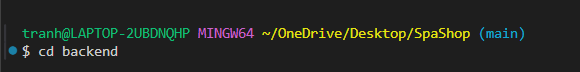 tranh@LAPTOP-2UBDNQHP MINGW64 ~/OneDrive/Desktop/SpaShop (main)
$ cd backend